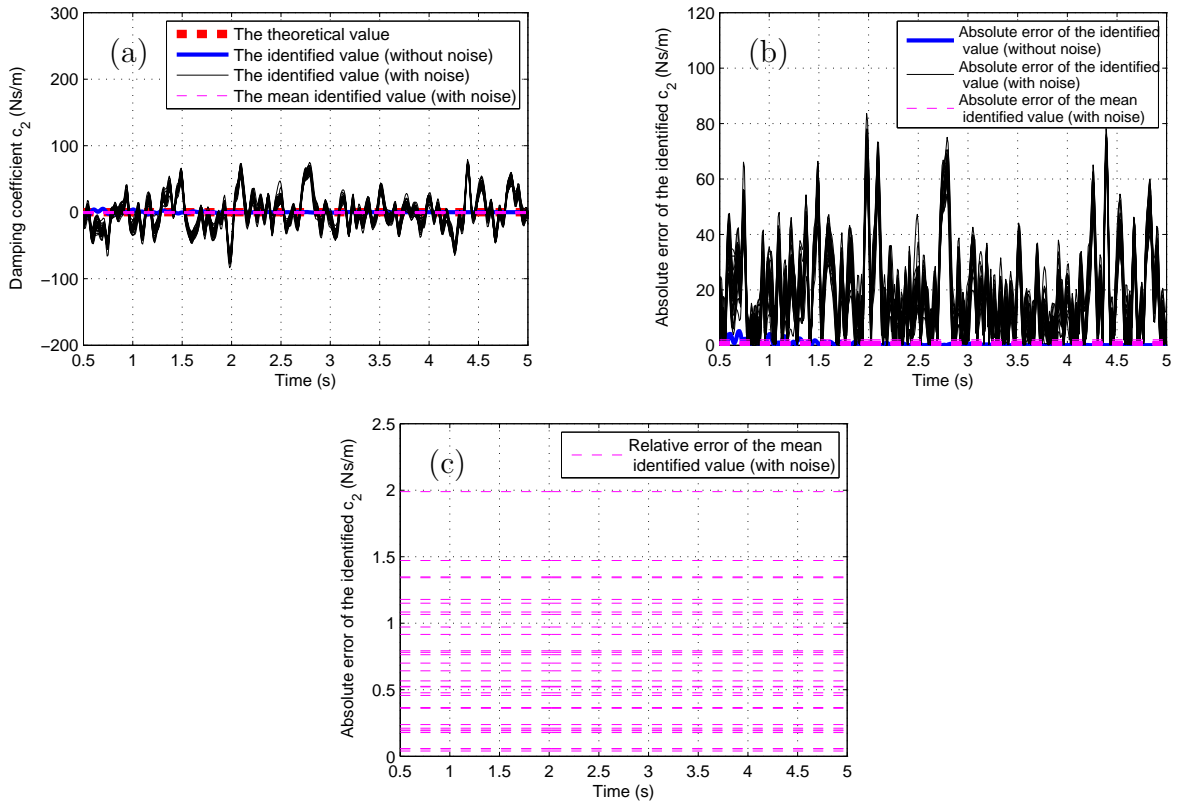 (a)
The theoretical value
The identified value (without noise)
The identified value (with noise)
The mean identified value (with noise)
Damping coefficient c_2 (Ns/m)
300
200
100
0
−100
−200
0.5 1 1.5 2 2.5 3 3.5 4 4.5 5
Time (s)
(b)
Absolute error of the identified
value (without noise)
Absolute error of the identified
value (with noise)
Absolute error of the mean
identified value (with noise)
Absolute error of the identified c_2 (Ns/m)
120
100
80
60
40
20
0
0.5 1 1.5 2 2.5 3 3.5 4 4.5 5
Time (s)
(c)
Relative error of the mean
identified value (with noise)
Absolute error of the identified c_2 (Ns/m)
2.5
2
1.5
1
0.5
0
0.5 1 1.5 2 2.5 3 3.5 4 4.5 5
Time (s)